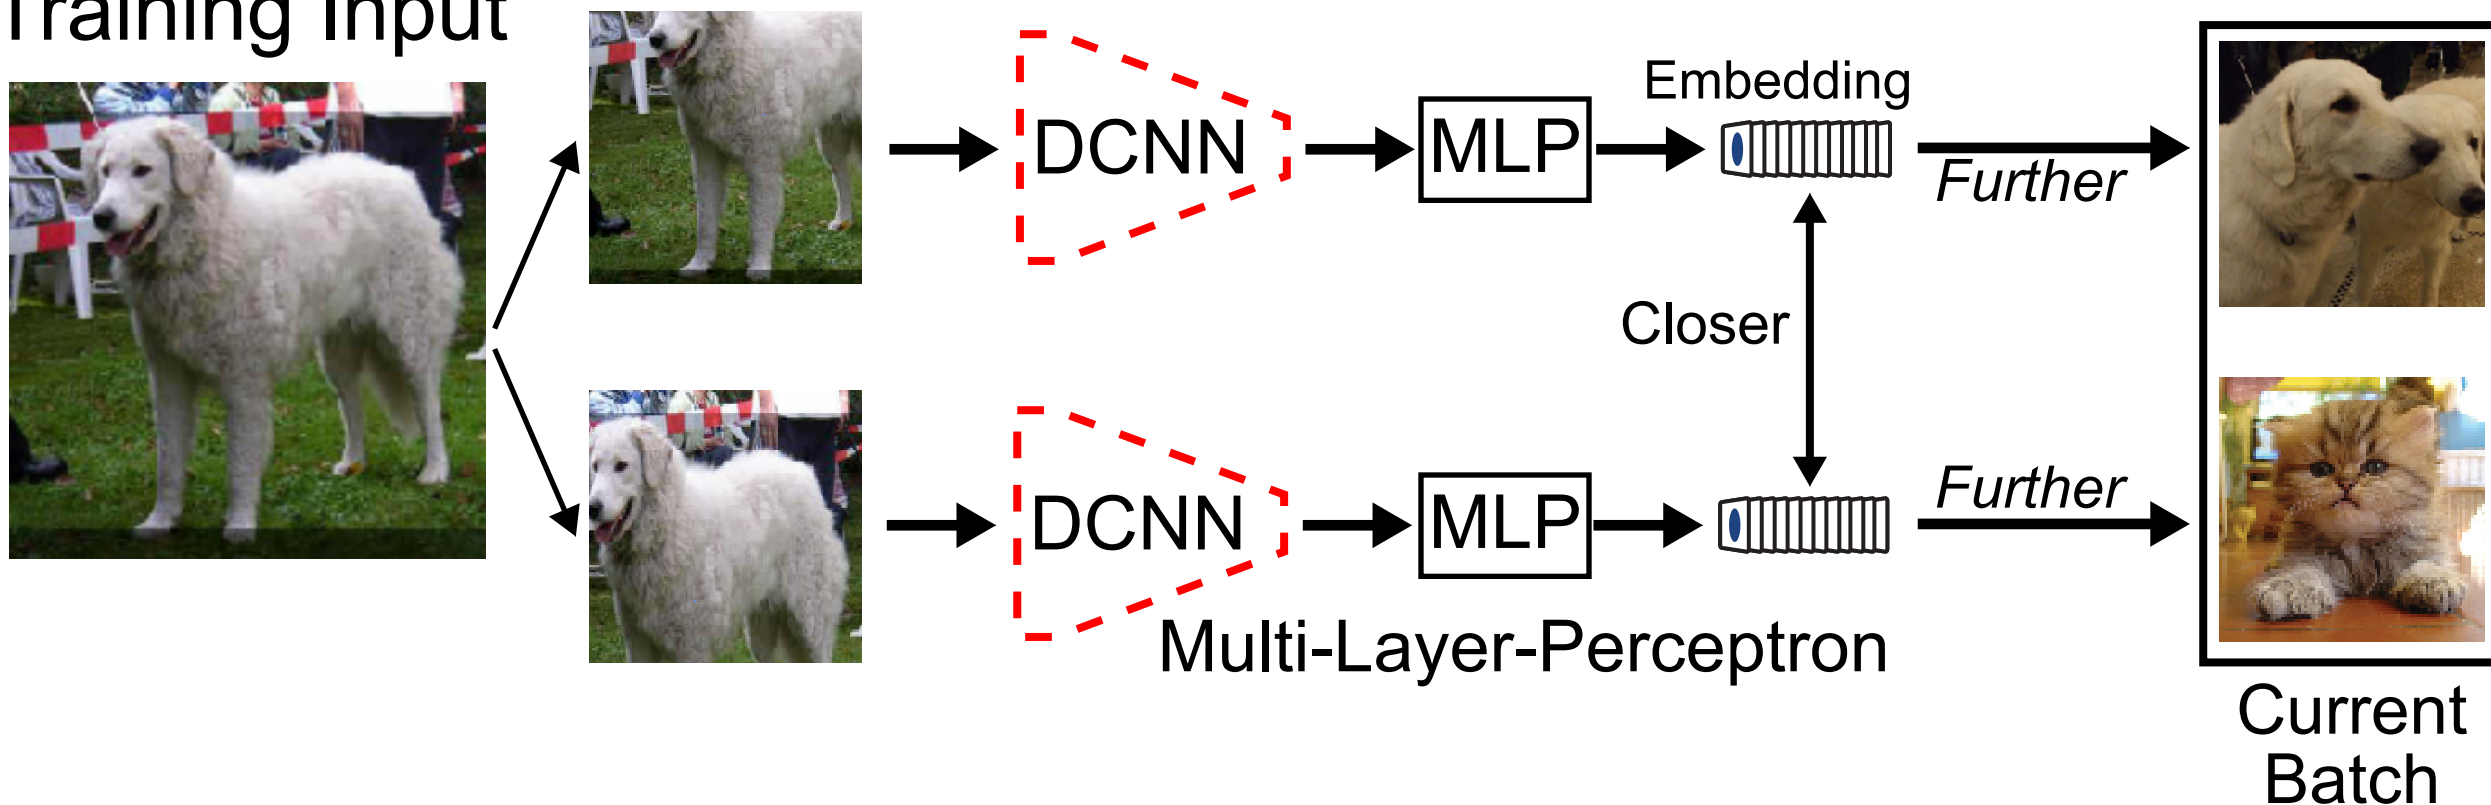 Training Input
Embedding
DCNN
MLP
Further
Closer
DCNN
MLP
Further
Multi-Layer-Perceptron
Current
Batch